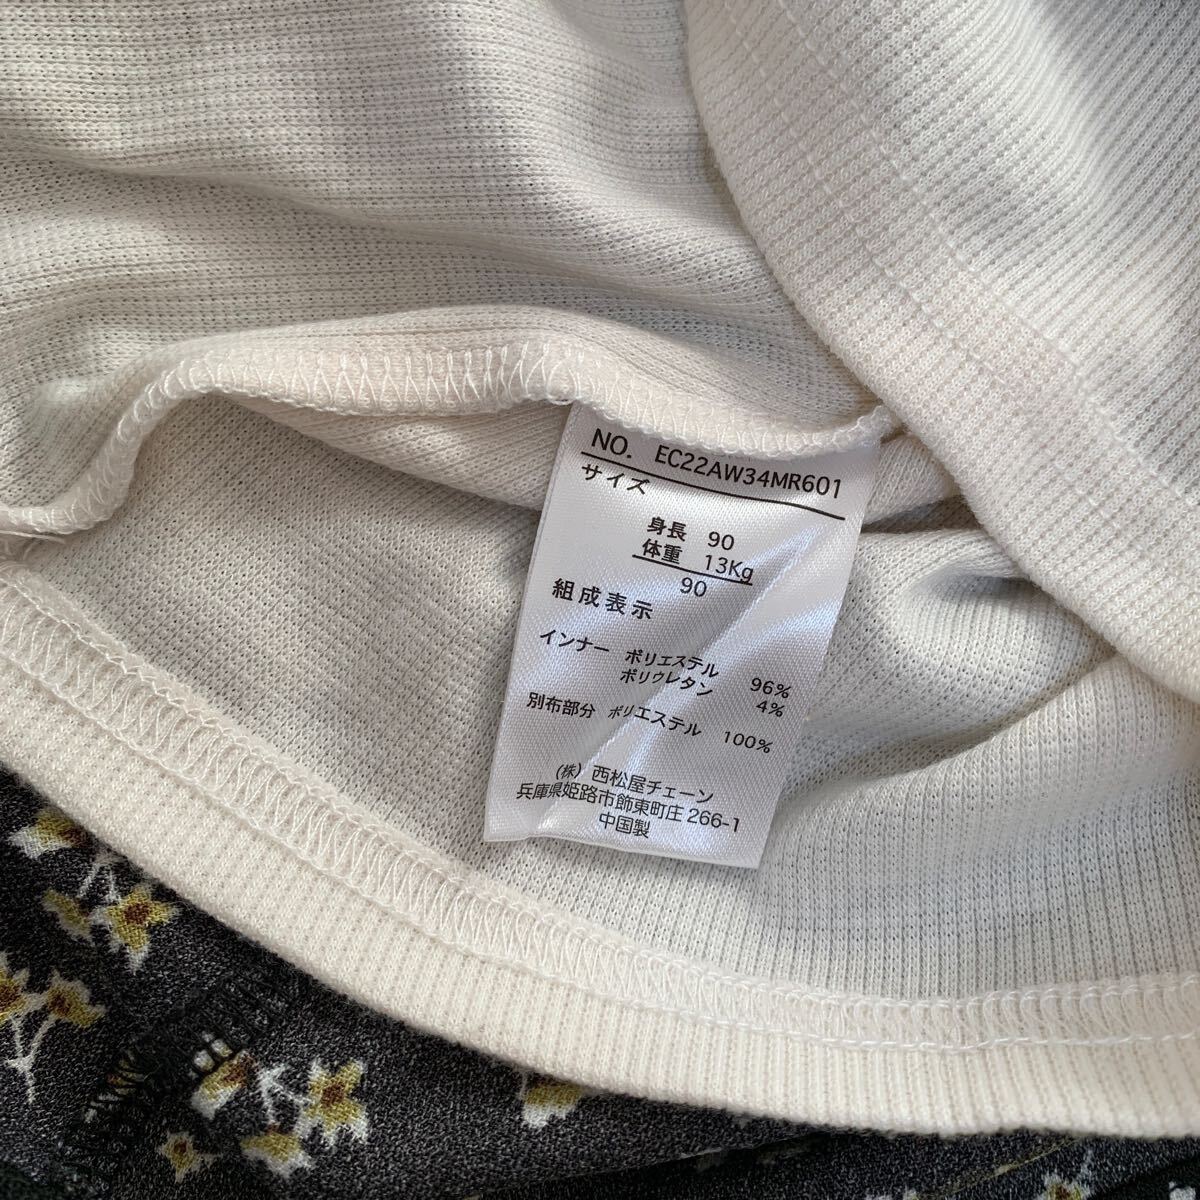 NO. EC22AW34MR601
サイズ
身長 90
体重 13Kg
90
組成表示
インナー ポリエステル 96%
ポリウレタン 4%
別布部分 ポリエステル 100%
(株) 西松屋チェーン
兵庫県姫路市飾東町庄 266-1
中国製